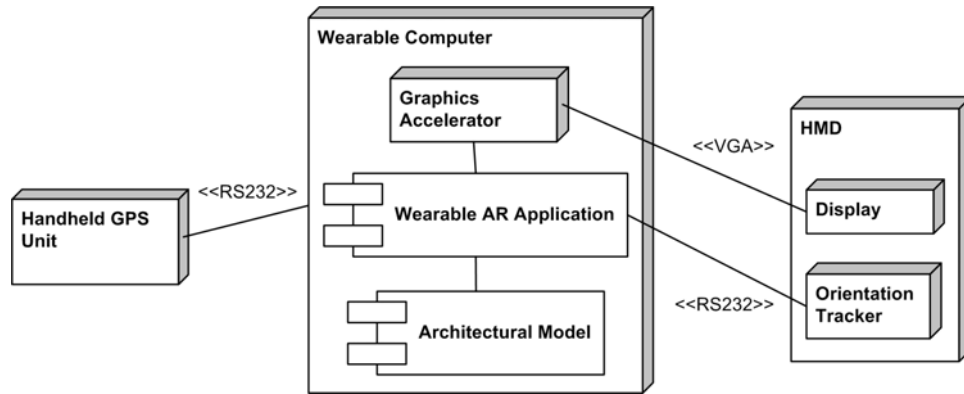 Wearable Computer
Graphics
Accelerator
<<VGA>>
HMD
<<RS232>>
Handheld GPS
Unit
Wearable AR Application
Display
<<RS232>>
Orientation
Tracker
Architectural Model